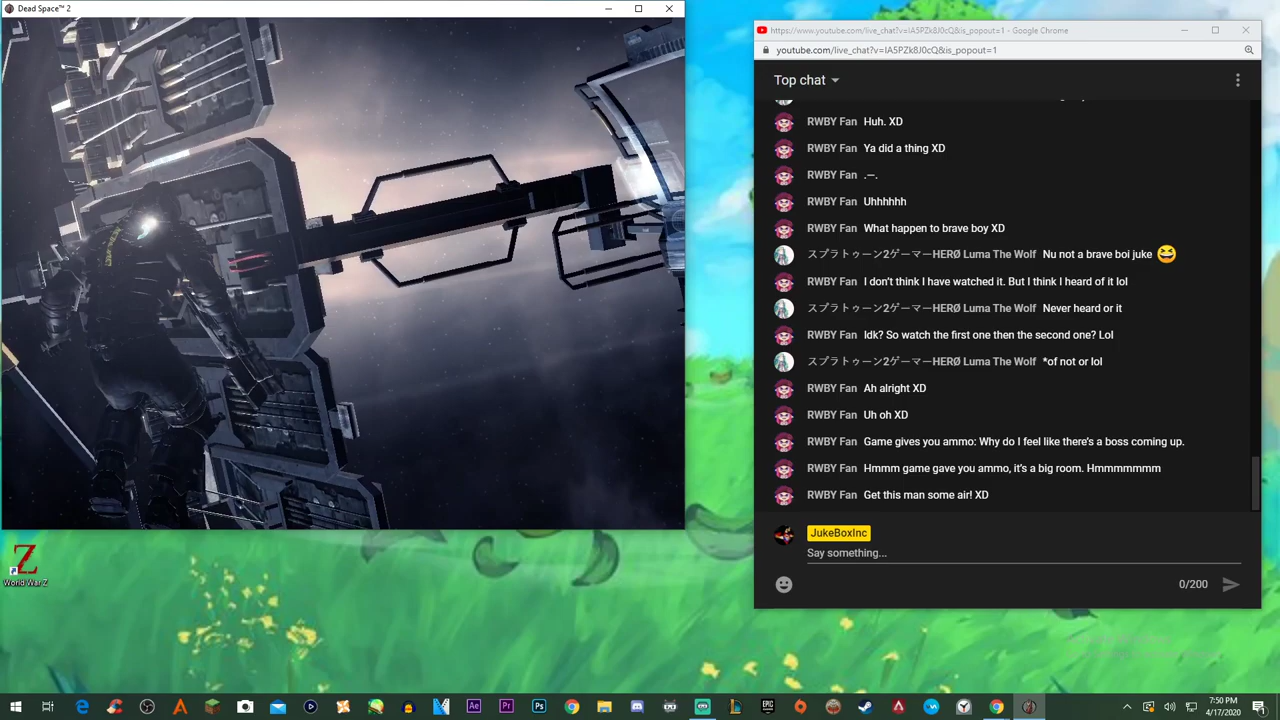 Dead Space™ 2
https://www.youtube.com/live_chat?v=IA5PZk8J0cQ&is_popout=1 - Google Chrome
youtube.com/live_chat?v=IA5PZk8J0cQ&is_popout=1
Top chat
RWBY Fan Huh. XD
RWBY Fan Ya did a thing XD
RWBY Fan .–.
RWBY Fan Uhhhhhh
RWBY Fan What happen to brave boy XD
スプラトゥーン2ゲーマーHERØ Luma The Wolf Nu not a brave boi juke 😆
RWBY Fan I don't think I have watched it. But I think I heard of it lol
スプラトゥーン2ゲーマーHERØ Luma The Wolf Never heard or it
RWBY Fan Idk? So watch the first one then the second one? Lol
スプラトゥーン2ゲーマーHERØ Luma The Wolf *of not or lol
RWBY Fan Ah alright XD
RWBY Fan Uh oh XD
RWBY Fan Game gives you ammo: Why do I feel like there's a boss coming up.
RWBY Fan Hmmm game gave you ammo, it's a big room. Hmmmmmmm
RWBY Fan Get this man some air! XD
JukeBoxInc
Say something...
0/200
Z
World War Z
Ae
Pr
Ps
EPIC
GAMES
7:50 PM
4/17/2020
1